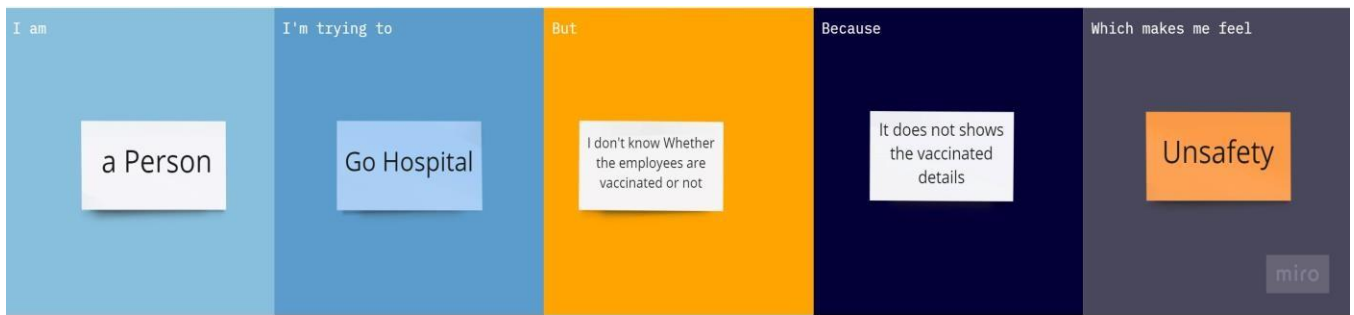 I am
a Person
I'm trying to
Go Hospital
But
I don't know Whether
the employees are
vaccinated or not
Because
It does not shows
the vaccinated
details
Which makes me feel
Unsafety
miro